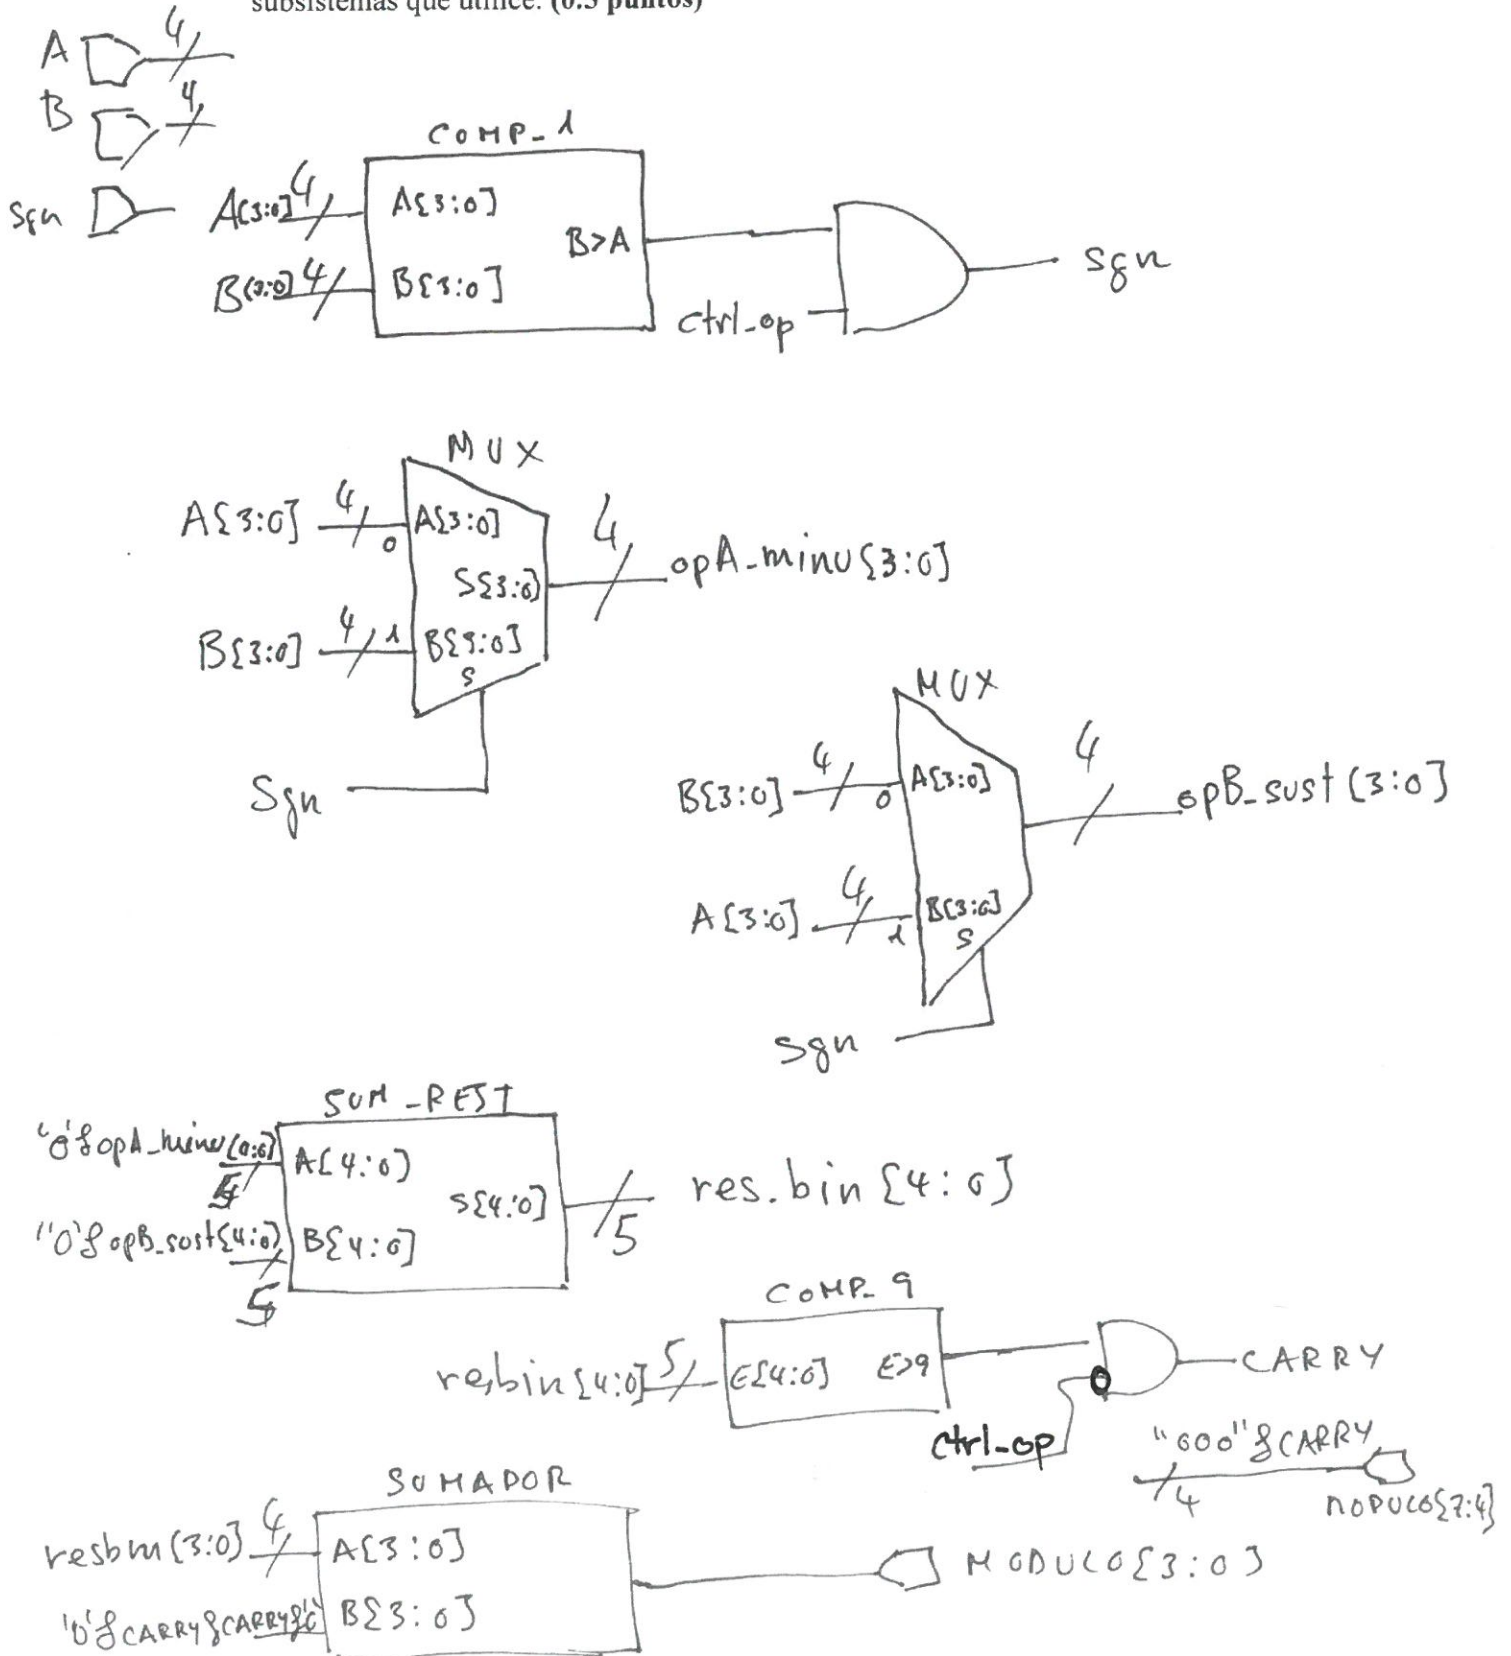 subsistemas que utilice. (0.5 puntos)
A 4
B 4
sgn
COMP_1
A[3:0] 4 A[3:0]
B>A
B[3:0] 4 B[3:0]
ctrl_op
sgn
MUX
A[3:0] 4 0 A[3:0]
S[3:0] 4 opA_minu[3:0]
B[3:0] 4 1 B[3:0]
S
Sgn
MUX
B[3:0] 4 0 A[3:0]
4 opB_sust[3:0]
A[3:0] 4 1 B[3:0]
S
sgn
SUM_REST
'0'&opA_minu[0:0] 5 A[4:0]
S[4:0] 5 res.bin[4:0]
"0'&opB_sust[4:0] 5 B[4:0]
COMP_9
resbin[4:0] 5 E[4:0] E>9
ctrl_op
CARRY
"000"&CARRY
4
MODULO[7:4]
SUMADOR
resbin[3:0] 4 A[3:0]
MODULO[3:0]
'0'&CARRY&CARRY&'0' B[3:0]